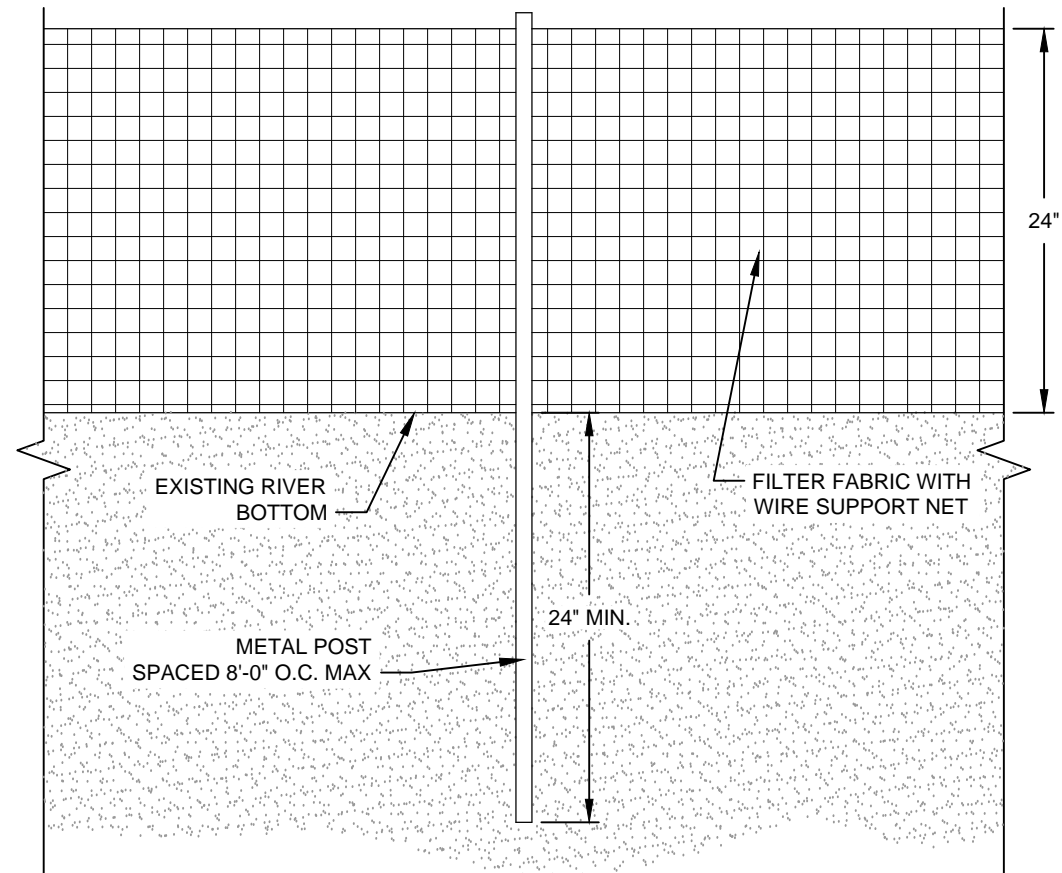 24"
EXISTING RIVER
BOTTOM
FILTER FABRIC WITH
WIRE SUPPORT NET
24" MIN.
METAL POST
SPACED 8'-0" O.C. MAX